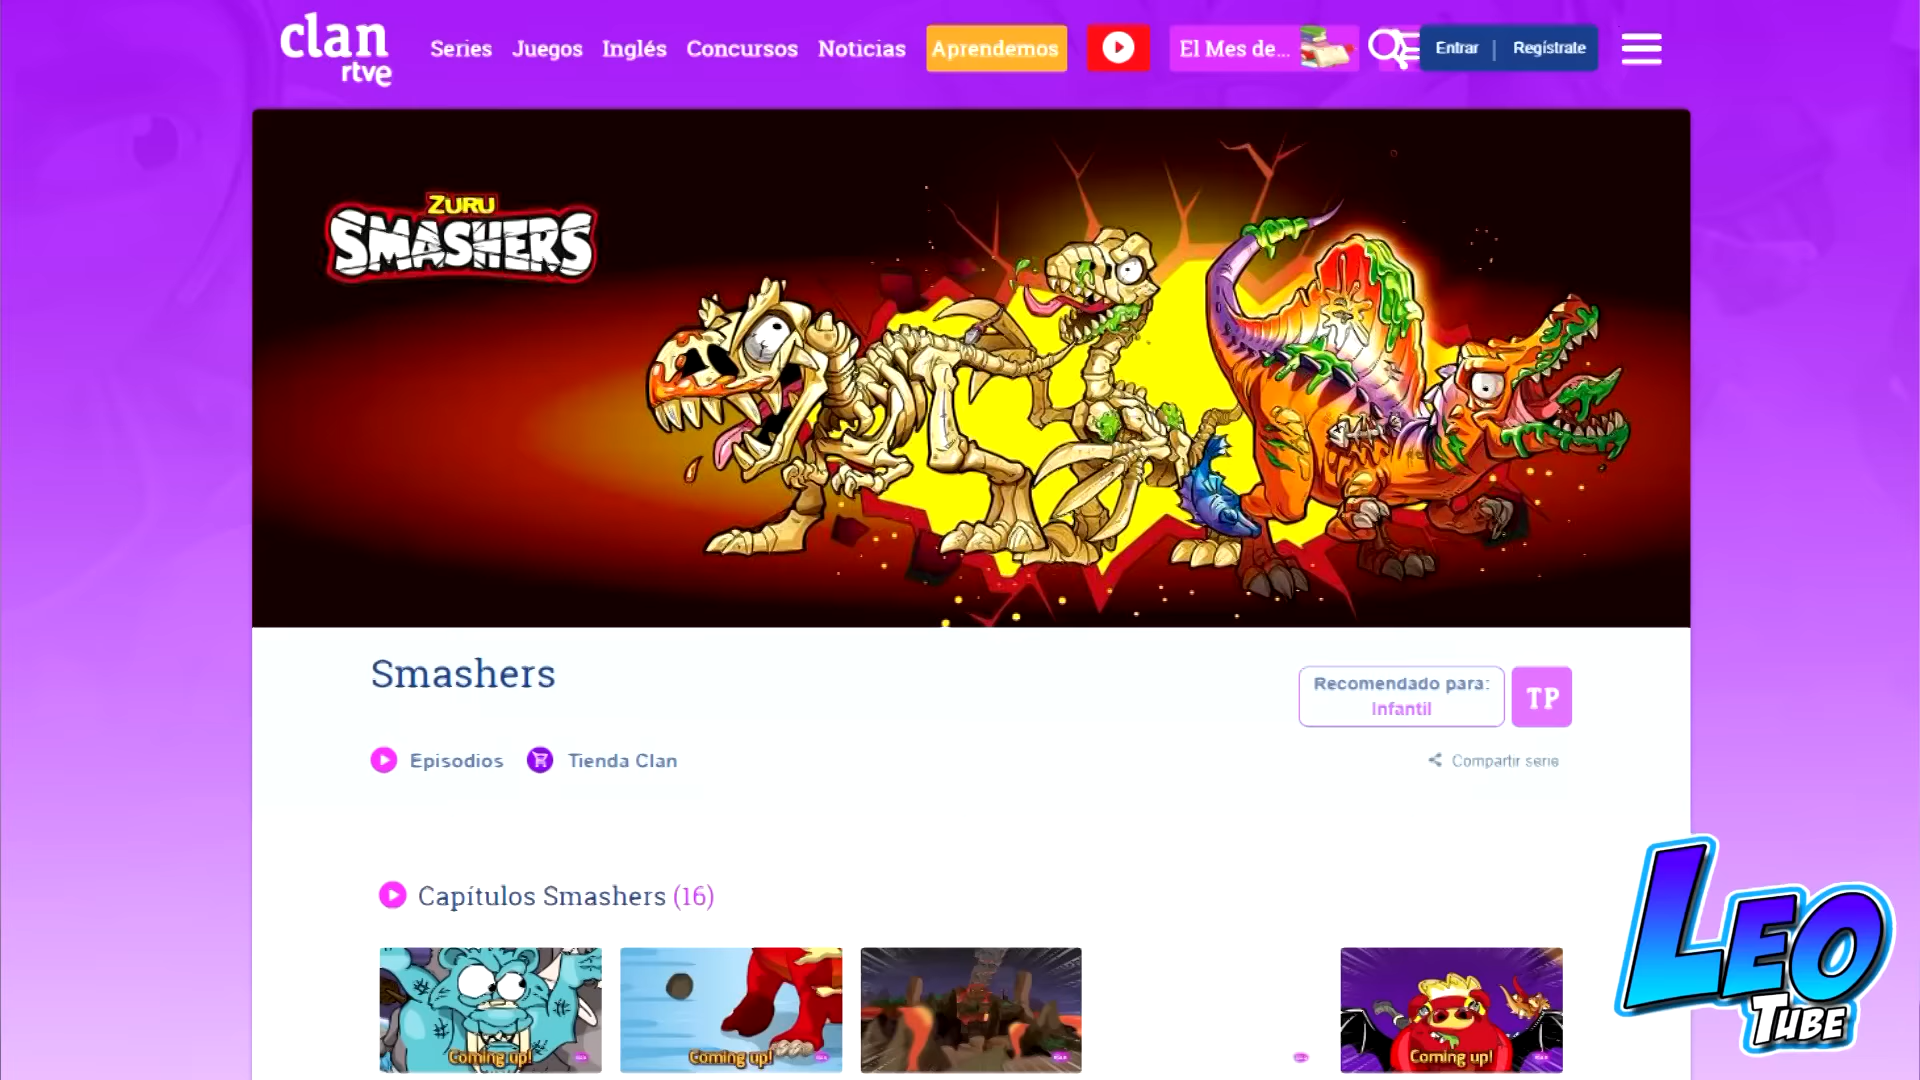 clan
rtve
Series Juegos Inglés Concursos Noticias Aprendemos El Mes de... Entrar | Regístrate
ZURU
SMASHERS
Smashers
Recomendado para:
Infantil
TP
Episodios Tienda Clan
Compartir serie
Capítulos Smashers (16)
Coming up! Coming up! Coming up!
LEO
TUBE